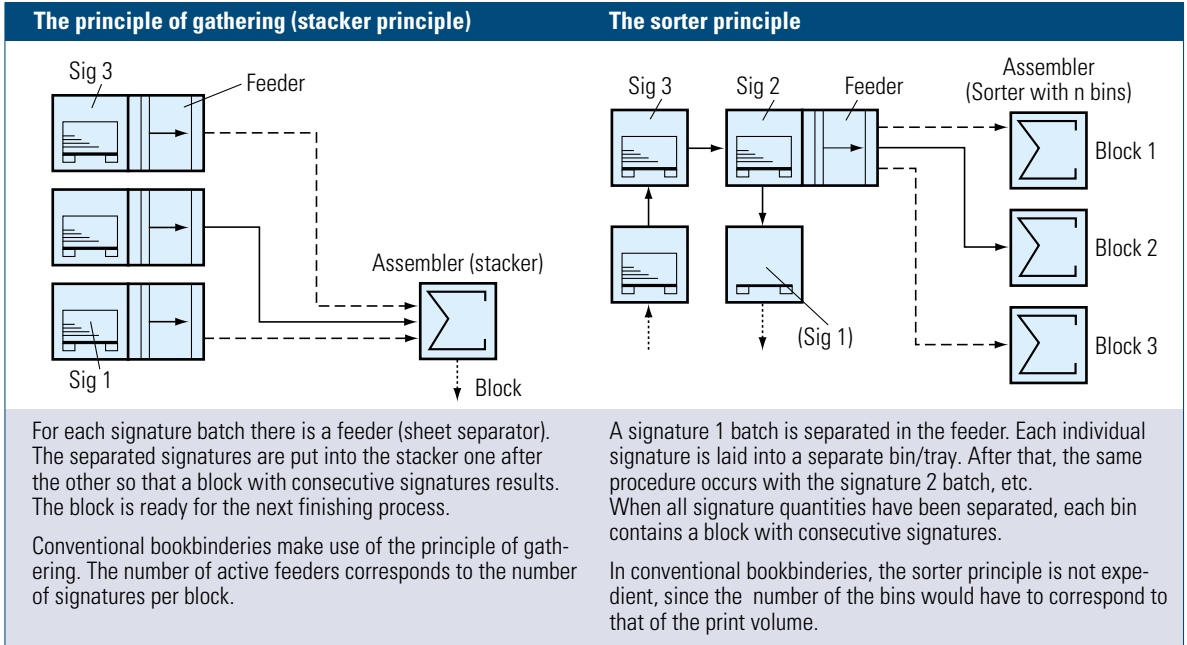 The principle of gathering (stacker principle)
Sig 3
Feeder
Assembler (stacker)
Sig 1
Block
For each signature batch there is a feeder (sheet separator).
The separated signatures are put into the stacker one after
the other so that a block with consecutive signatures results.
The block is ready for the next finishing process.
Conventional bookbinderies make use of the principle of gath-
ering. The number of active feeders corresponds to the number
of signatures per block.
The sorter principle
Sig 3
Sig 2
Feeder
Assembler
(Sorter with n bins)
Block 1
Block 2
(Sig 1)
Block 3
A signature 1 batch is separated in the feeder. Each individual
signature is laid into a separate bin/tray. After that, the same
procedure occurs with the signature 2 batch, etc.
When all signature quantities have been separated, each bin
contains a block with consecutive signatures.
In conventional bookbinderies, the sorter principle is not expe-
dient, since the number of the bins would have to correspond to
that of the print volume.